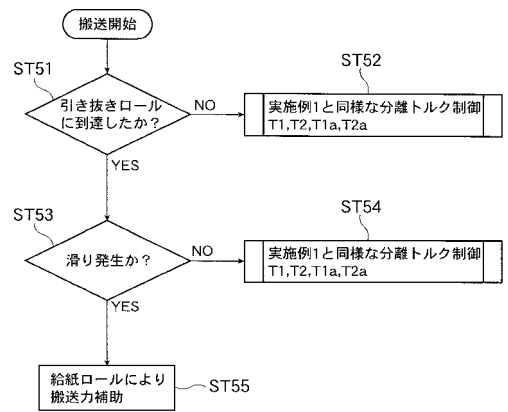 搬送開始
ST51
引き抜きロール
に到達したか？
NO
ST52
実施例1と同様な分離トルク制御
T1,T2,T1a,T2a
YES
ST53
滑り発生か？
NO
ST54
実施例1と同様な分離トルク制御
T1,T2,T1a,T2a
YES
給紙ロールにより
搬送力補助
ST55